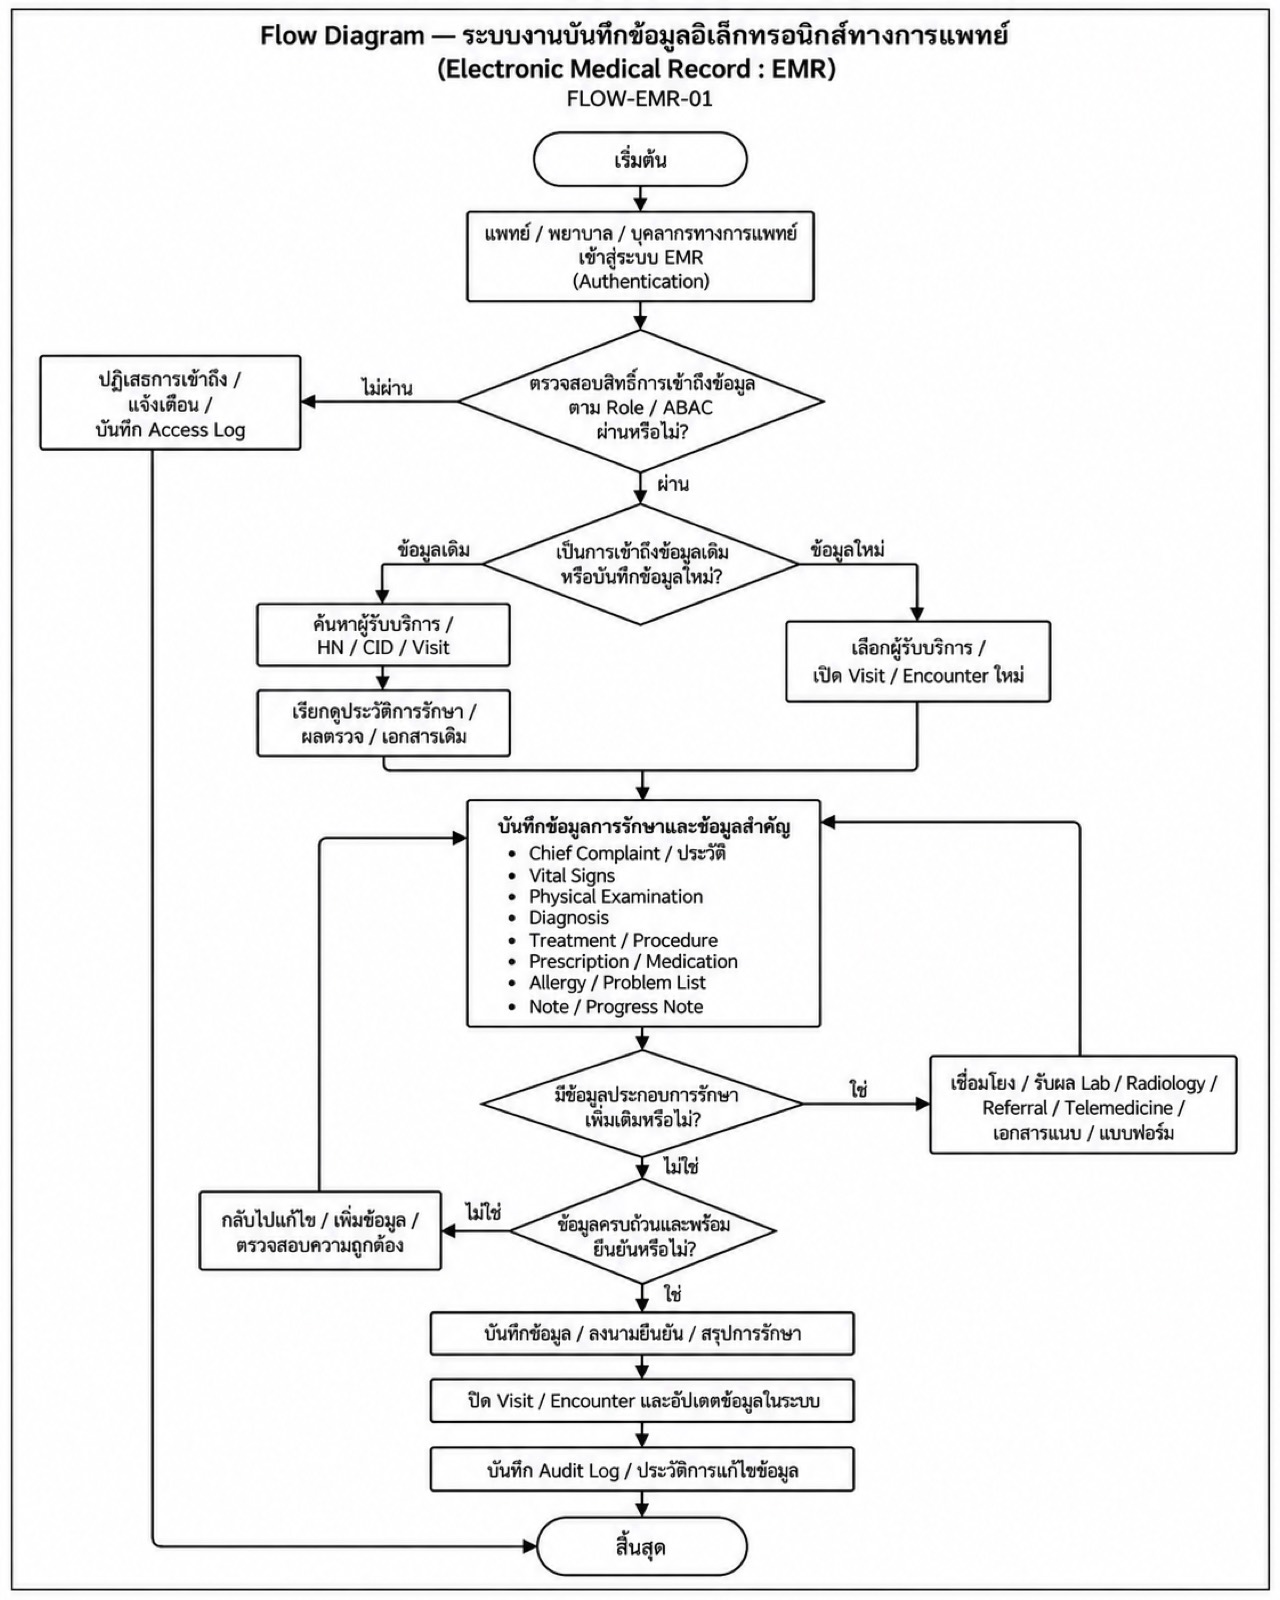 Flow Diagram — ระบบงานบันทึกข้อมูลอิเล็กทรอนิกส์ทางการแพทย์
(Electronic Medical Record : EMR)
FLOW-EMR-01
เริ่มต้น
แพทย์ / พยาบาล / บุคลากรทางการแพทย์
เข้าสู่ระบบ EMR
(Authentication)
ตรวจสอบสิทธิ์การเข้าถึงข้อมูล
ตาม Role / ABAC
ผ่านหรือไม่?
ไม่ผ่าน
ปฏิเสธการเข้าถึง /
แจ้งเตือน /
บันทึก Access Log
ผ่าน
เป็นการเข้าถึงข้อมูลเดิม
หรือบันทึกข้อมูลใหม่?
ข้อมูลเดิม
ข้อมูลใหม่
ค้นหาผู้รับบริการ /
HN / CID / Visit
เรียกดูประวัติการรักษา /
ผลตรวจ / เอกสารเดิม
เลือกผู้รับบริการ /
เปิด Visit / Encounter ใหม่
บันทึกข้อมูลการรักษาและข้อมูลสำคัญ
• Chief Complaint / ประวัติ
• Vital Signs
• Physical Examination
• Diagnosis
• Treatment / Procedure
• Prescription / Medication
• Allergy / Problem List
• Note / Progress Note
มีข้อมูลประกอบการรักษา
เพิ่มเติมหรือไม่?
ใช่
เชื่อมโยง / รับผล Lab / Radiology /
Referral / Telemedicine /
เอกสารแนบ / แบบฟอร์ม
ไม่ใช่
ข้อมูลครบถ้วนและพร้อม
ยืนยันหรือไม่?
ไม่ใช่
กลับไปแก้ไข / เพิ่มข้อมูล /
ตรวจสอบความถูกต้อง
ใช่
บันทึกข้อมูล / ลงนามยืนยัน / สรุปการรักษา
ปิด Visit / Encounter และอัปเดตข้อมูลในระบบ
บันทึก Audit Log / ประวัติการแก้ไขข้อมูล
สิ้นสุด